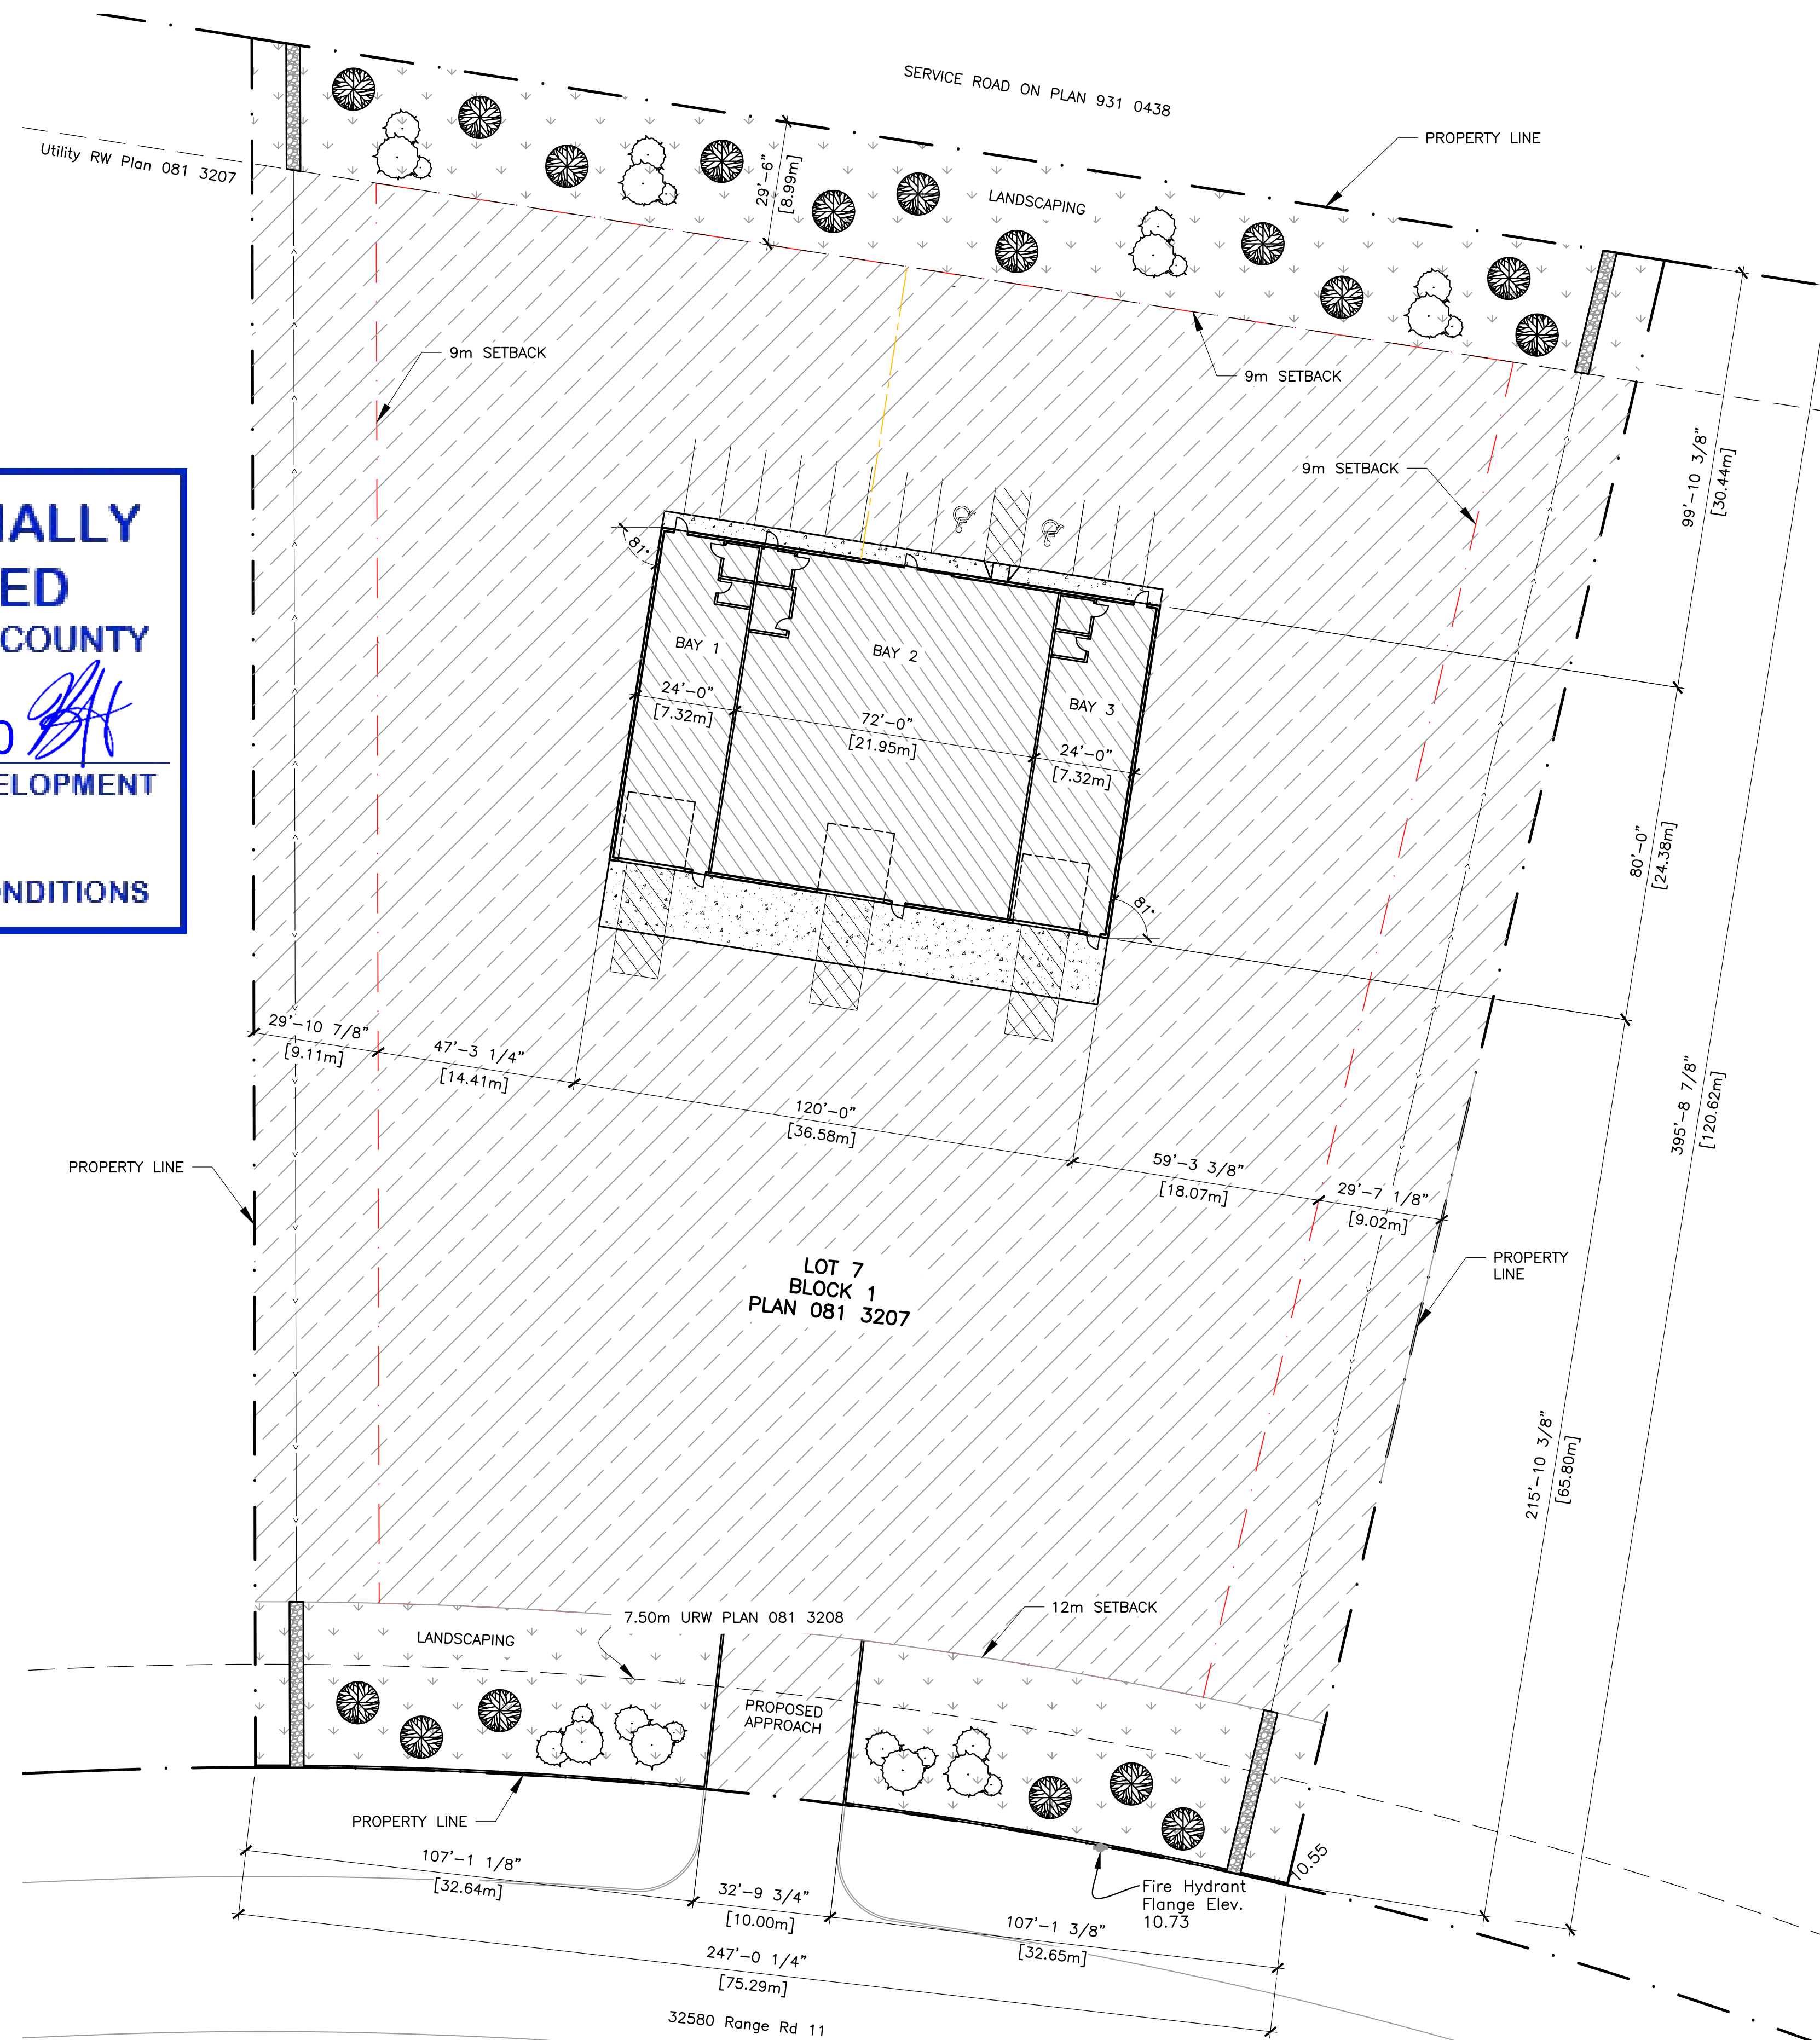 SERVICE ROAD ON PLAN 931 0438
PROPERTY LINE
Utility RW Plan 081 3207
29'-6"
[8.99m]
LANDSCAPING
9m SETBACK
9m SETBACK
9m SETBACK
99'-10 3/8"
[30.44m]
COUNTY
ELOPMENT
NDITIONS
81°
BAY 1
BAY 2
BAY 3
24'-0"
[7.32m]
72'-0"
[21.95m]
24'-0"
[7.32m]
80'-0"
[24.38m]
81°
29'-10 7/8"
[9.11m]
47'-3 1/4"
[14.41m]
120'-0"
[36.58m]
59'-3 3/8"
[18.07m]
29'-7 1/8"
[9.02m]
395'-8 7/8"
[120.62m]
PROPERTY LINE
LOT 7
BLOCK 1
PLAN 081 3207
PROPERTY
LINE
215'-10 3/8"
[65.80m]
7.50m URW PLAN 081 3208
12m SETBACK
LANDSCAPING
PROPOSED
APPROACH
PROPERTY LINE
107'-1 1/8"
[32.64m]
32'-9 3/4"
[10.00m]
107'-1 3/8"
[32.65m]
10.55
Fire Hydrant
Flange Elev.
10.73
247'-0 1/4"
[75.29m]
32580 Range Rd 11